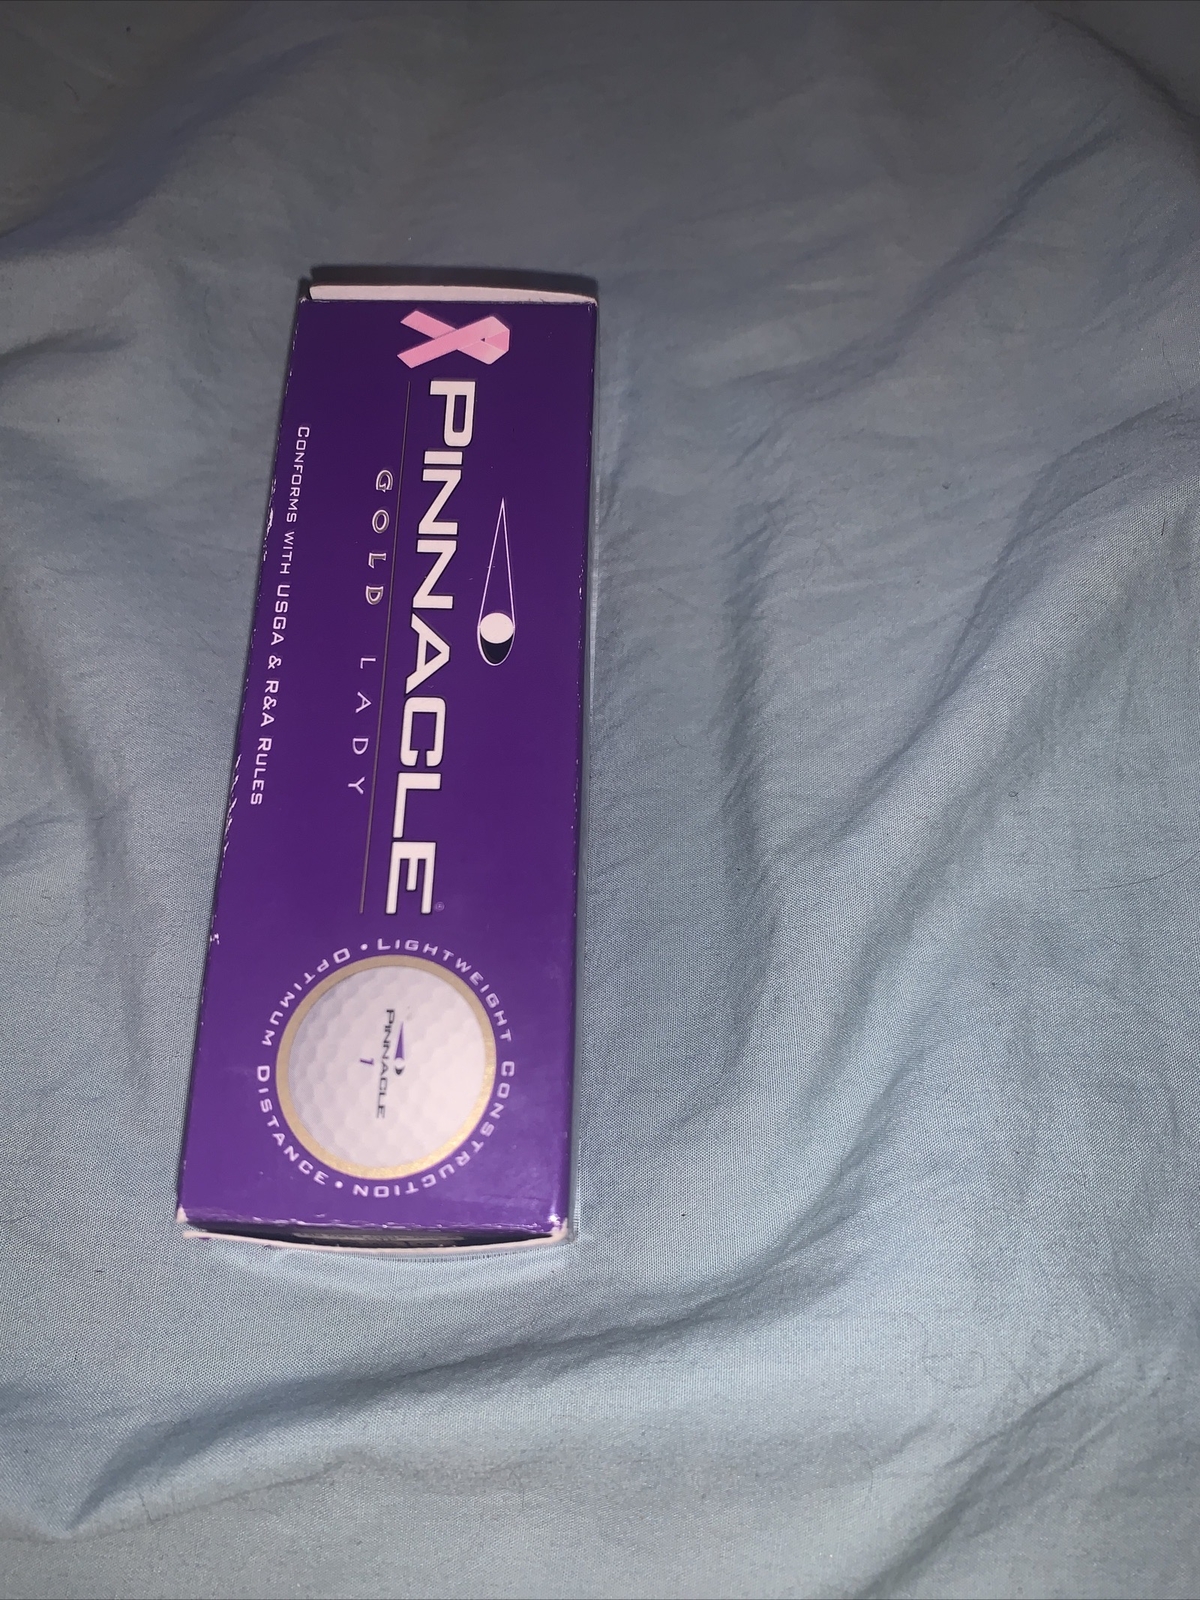 PINNACLE®
GOLD LADY
CONFORMS WITH USGA & R&A RULES
• LIGHTWEIGHT CONSTRUCTION • OPTIMUM DISTANCE
PINNACLE
1